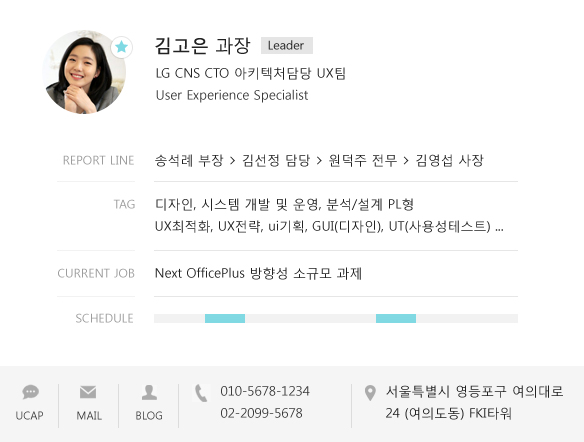 김고은 과장 Leader
LG CNS CTO 아키텍처담당 UX팀
User Experience Specialist
REPORT LINE 송석례 부장 > 김선정 담당 > 원덕주 전무 > 김영섭 사장
TAG 디자인, 시스템 개발 및 운영, 분석/설계 PL형
UX최적화, UX전략, ui기획, GUI(디자인), UT(사용성테스트) ...
CURRENT JOB Next OfficePlus 방향성 소규모 과제
SCHEDULE
UCAP MAIL BLOG
010-5678-1234
02-2099-5678
서울특별시 영등포구 여의대로
24 (여의도동) FKI타워